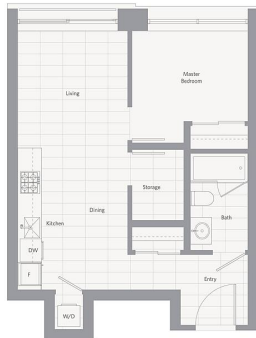 Master
Bedroom
Living
Storage
Dining
Kitchen
Bath
DW
F
Entry
W/D